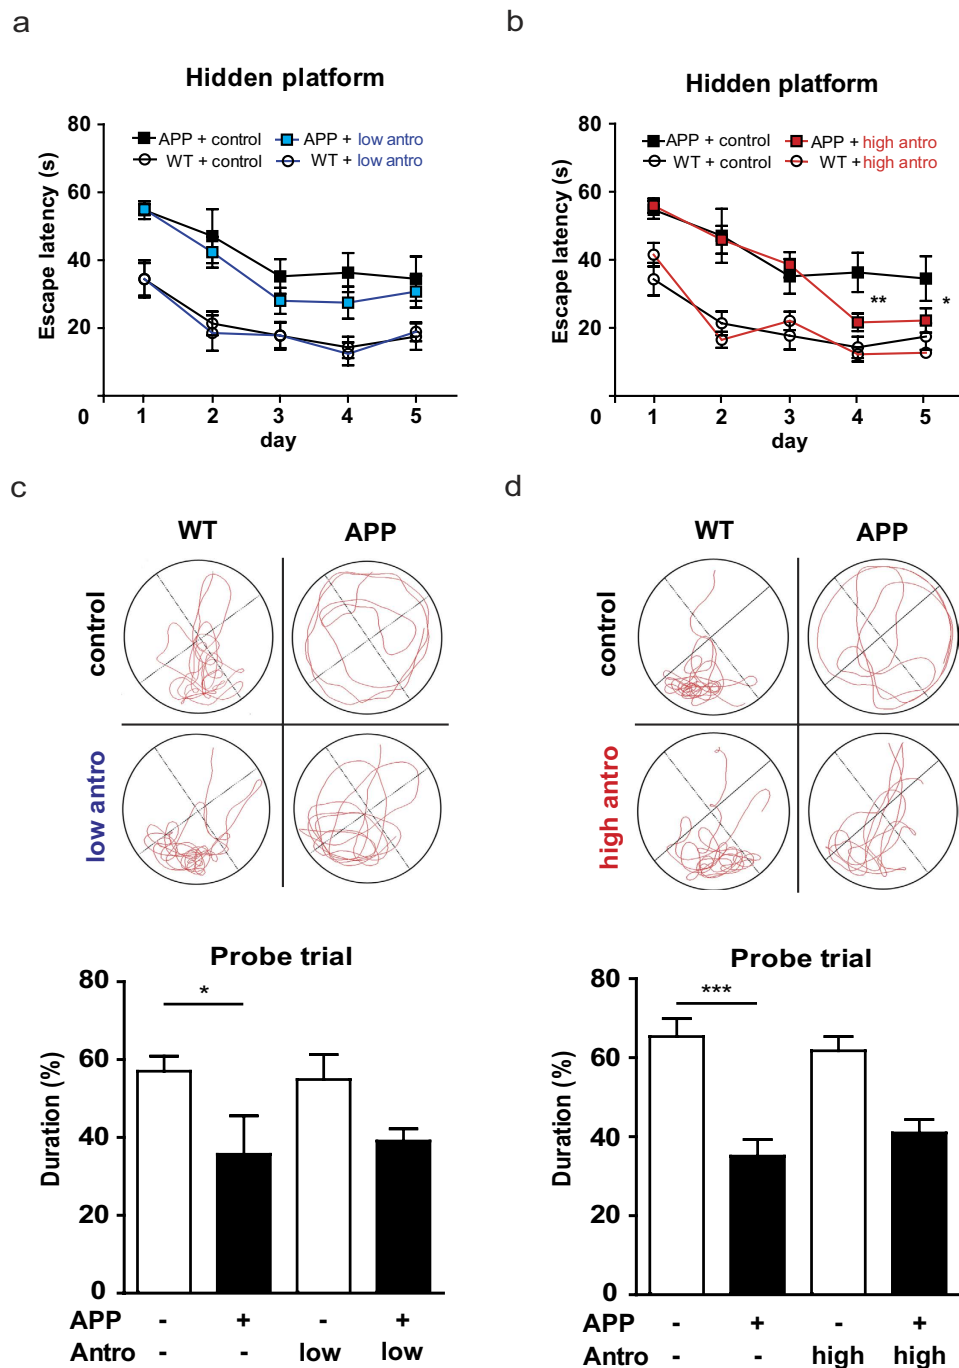 a
b
Hidden platform
Hidden platform
80
APP + control
APP + low antro
WT + control
WT + low antro
60
40
20
0
Escape latency (s)
1 2 3 4 5
day
80
APP + control
APP + high antro
WT + control
WT + high antro
60
40
20
0
Escape latency (s)
**
*
1 2 3 4 5
day
c
d
WT APP
control
low antro
WT APP
control
high antro
Probe trial
80
60
40
20
0
Duration (%)
*
APP - + - +
Antro - - low low
Probe trial
80
60
40
20
0
Duration (%)
***
APP - + - +
Antro - - high high